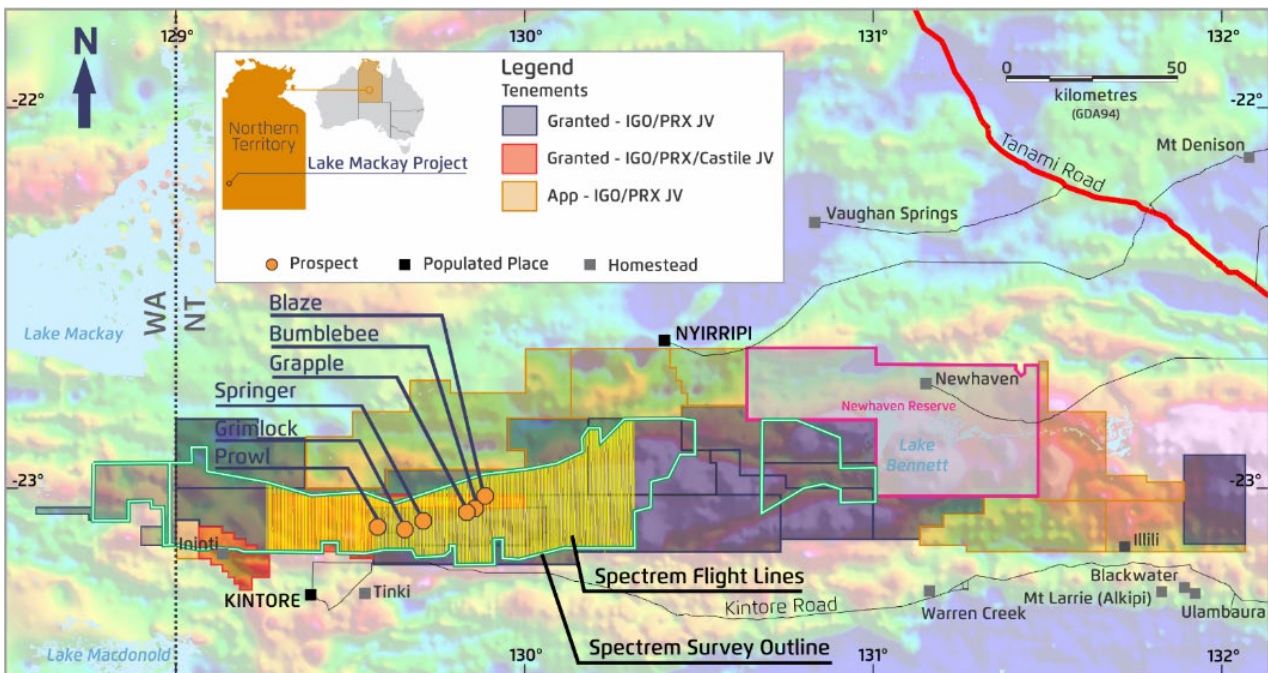 129°
130°
131°
132°
N
-22°
-22°
Northern
Territory
Lake Mackay Project
Legend
Tenements
Granted - IGO/PRX JV
Granted - IGO/PRX/Castile JV
App - IGO/PRX JV
Prospect
Populated Place
Homestead
0
50
kilometres
(GDA94)
Tanami Road
Mt Denison
Vaughan Springs
WA
NT
Lake Mackay
Blaze
Bumblebee
Grapple
Springer
Grimlock
Prowl
NYIRRIPI
Newhaven
Newhaven Reserve
Lake
Bennett
-23°
-23°
Ininti
KINTORE
Tinki
Spectrem Flight Lines
Kintore Road
Spectrem Survey Outline
Illili
Blackwater
Warren Creek
Mt Larrie (Alkipi)
Ulambaura
Lake Macdonold
130°
131°
132°